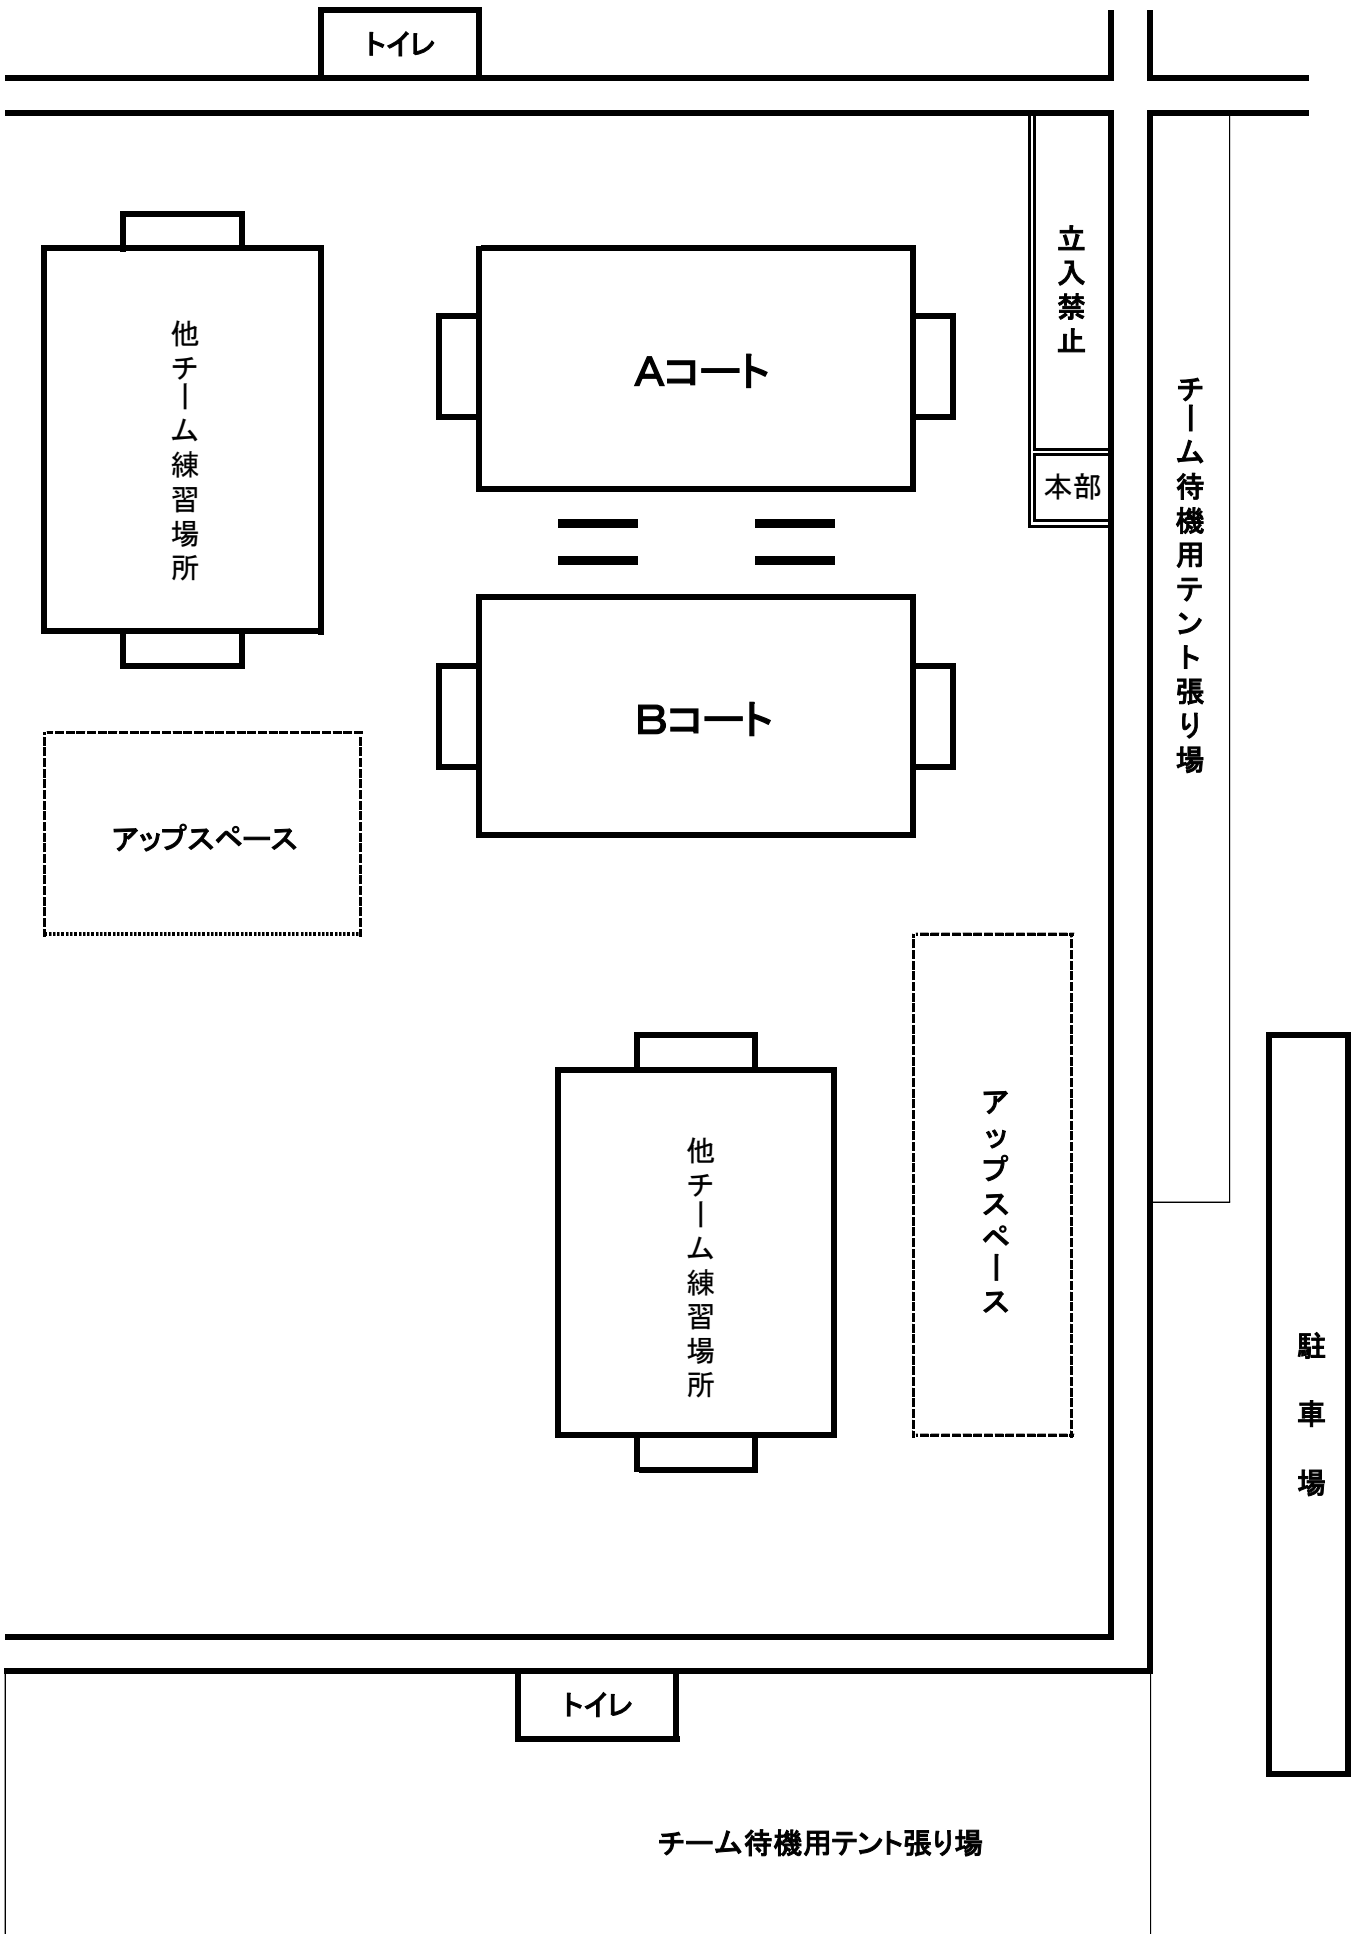 トイレ
立入禁止
他チーム練習場所
Aコート
チーム待機用テント張り場
本部
Bコート
アップスペース
アップスペース
他チーム練習場所
駐車場
トイレ
チーム待機用テント張り場